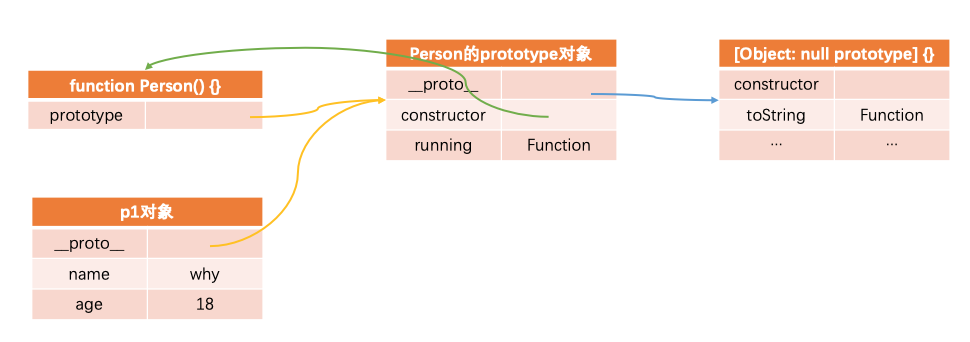 function Person() {}
prototype
p1对象
__proto__
name why
age 18
Person的prototype对象
__proto__
constructor
running Function
[Object: null prototype] {}
constructor
toString Function
... ...